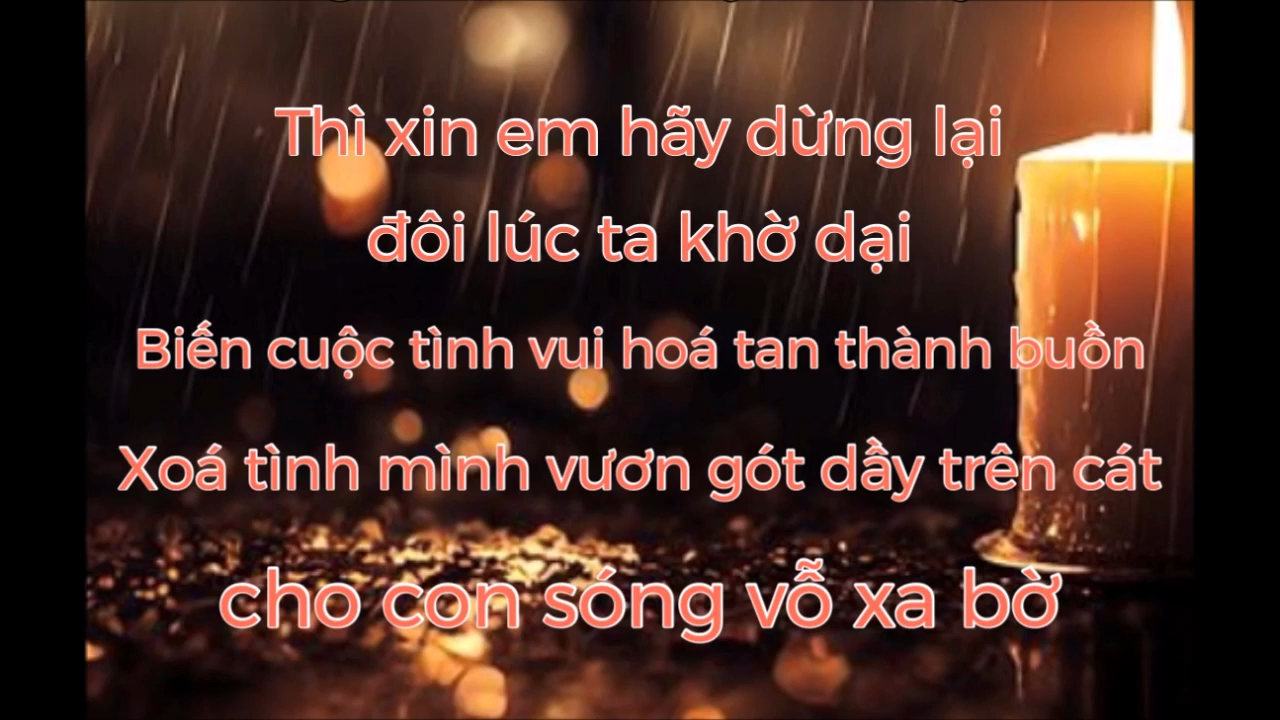 Thì xin em hãy dừng lại
đôi lúc ta khờ dại
Biến cuộc tình vui hoá tan thành buồn
Xoá tình mình vươn gót dầy trên cát
cho con sóng vỗ xa bờ